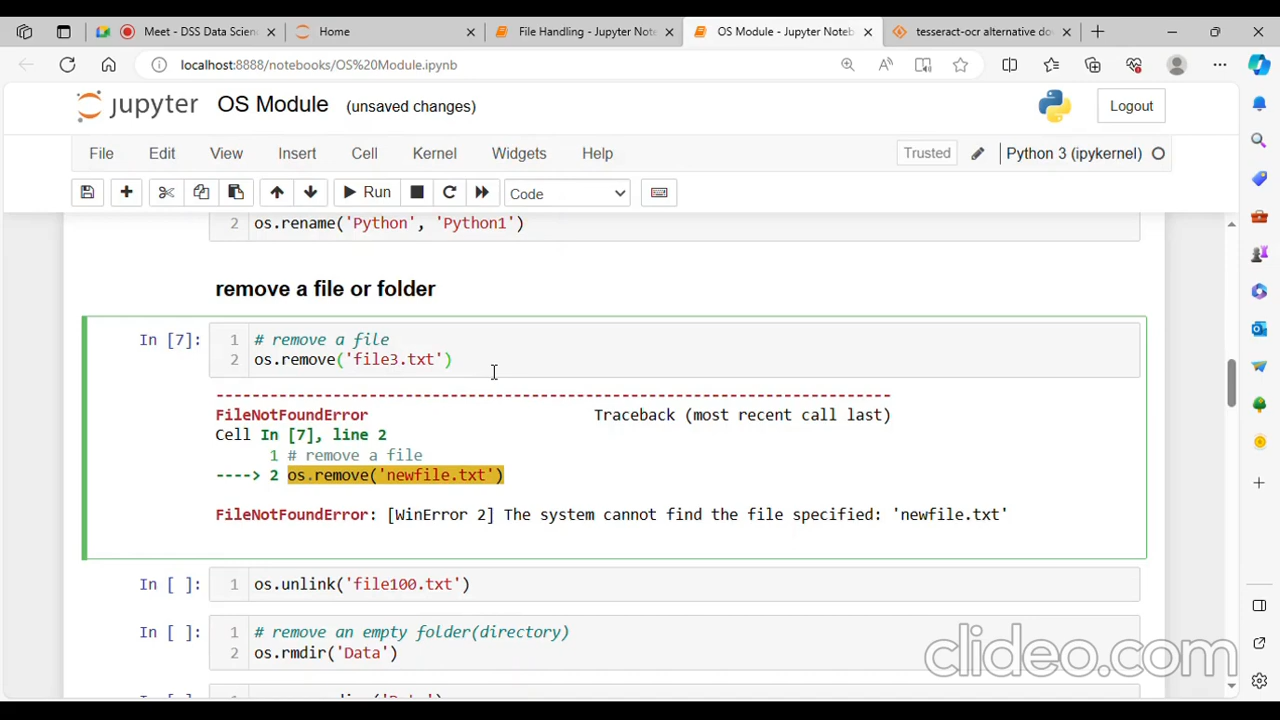 Meet - DSS Data Scien
Home
File Handling - Jupyter Note
OS Module - Jupyter Noteb
tesseract-ocr alternative do
localhost:8888/notebooks/OS%20Module.ipynb
jupyter OS Module (unsaved changes)
Logout
File Edit View Insert Cell Kernel Widgets Help
Trusted
Python 3 (ipykernel)
Run
Code
2 os.rename('Python', 'Python1')
remove a file or folder
In [7]: 1 # remove a file
2 os.remove('file3.txt')
---------------------------------------------------------------------------
FileNotFoundError Traceback (most recent call last)
Cell In [7], line 2
1 # remove a file
----> 2 os.remove('newfile.txt')
FileNotFoundError: [WinError 2] The system cannot find the file specified: 'newfile.txt'
In [ ]: 1 os.unlink('file100.txt')
In [ ]: 1 # remove an empty folder(directory)
2 os.rmdir('Data')
clideo.com